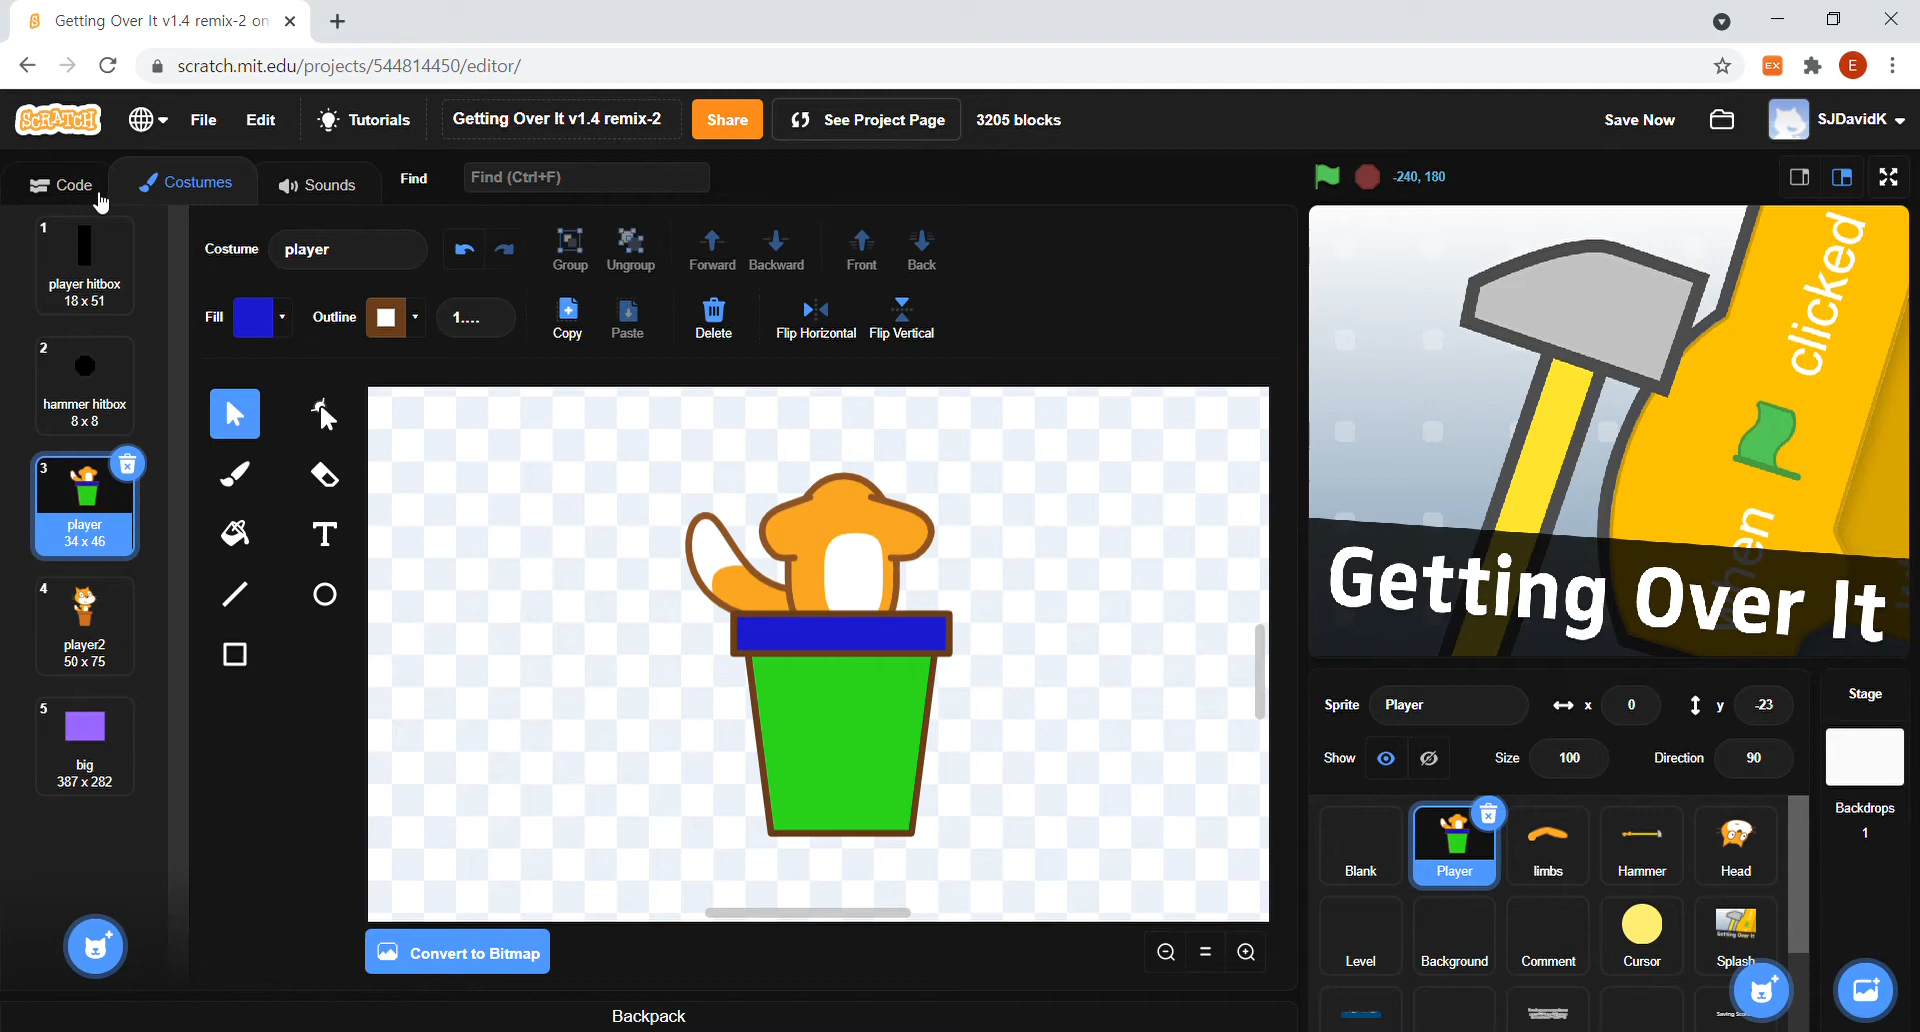 Getting Over It v1.4 remix-2 on
scratch.mit.edu/projects/544814450/editor/
EX
E
SCRATCH
File
Edit
Tutorials
Getting Over It v1.4 remix-2
Share
See Project Page
3205 blocks
Save Now
SJDavidK
Code
Costumes
Sounds
Find
Find (Ctrl+F)
-240, 180
1
player hitbox
18 x 51
2
hammer hitbox
8 x 8
3
player
34 x 46
4
player2
50 x 75
5
big
387 x 282
Costume
player
Group
Ungroup
Forward
Backward
Front
Back
Fill
Outline
1....
Copy
Paste
Delete
Flip Horizontal
Flip Vertical
T
Convert to Bitmap
Backpack
when clicked
Getting Over It
Sprite
Player
x
0
y
-23
Show
Size
100
Direction
90
Stage
Backdrops
1
Blank
Player
limbs
Hammer
Head
Level
Background
Comment
Cursor
Getting Over It
Splash